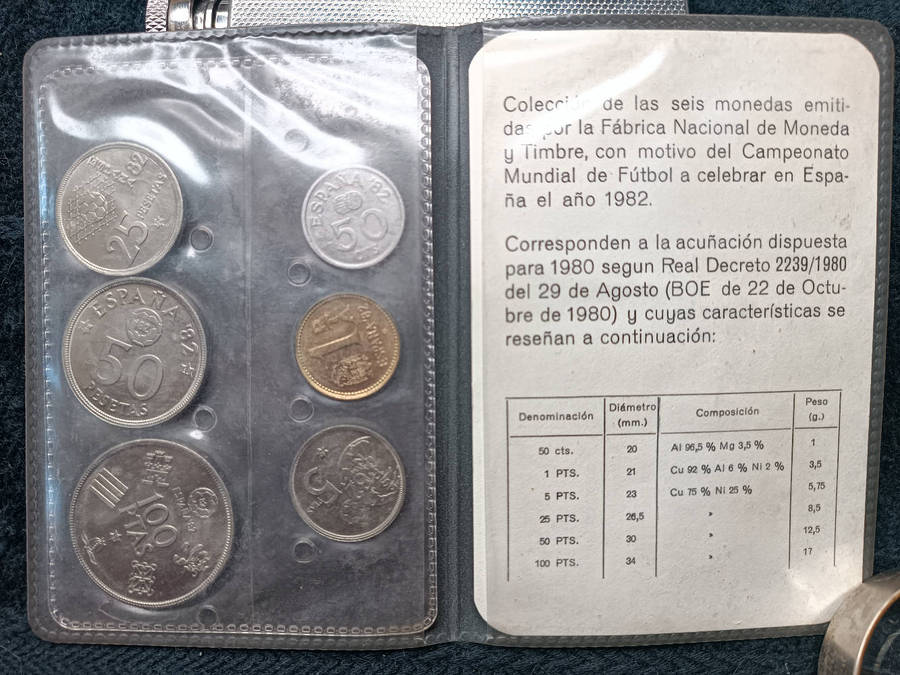 ESPAÑA '82
25 PESETAS
ESPAÑA '82
50
PESETAS
100
PTAS
ESPAÑA '82
50
1
5
Colección de las seis monedas emiti-
das por la Fábrica Nacional de Moneda
y Timbre, con motivo del Campeonato
Mundial de Fútbol a celebrar en Espa-
ña el año 1982.
Corresponden a la acuñación dispuesta
para 1980 segun Real Decreto 2239/1980
del 29 de Agosto (BOE de 22 de Octu-
bre de 1980) y cuyas características se
reseñan a continuación:
Denominación Diámetro (mm.) Composición Peso (g.)
50 cts. 20 Al 96,5 % Mg 3,5 % 1
1 PTS. 21 Cu 92 % Al 6 % Ni 2 % 3,5
5 PTS. 23 Cu 75 % Ni 25 % 5,75
25 PTS. 26,5 » 8,5
50 PTS. 30 » 12,5
100 PTS. 34 » 17